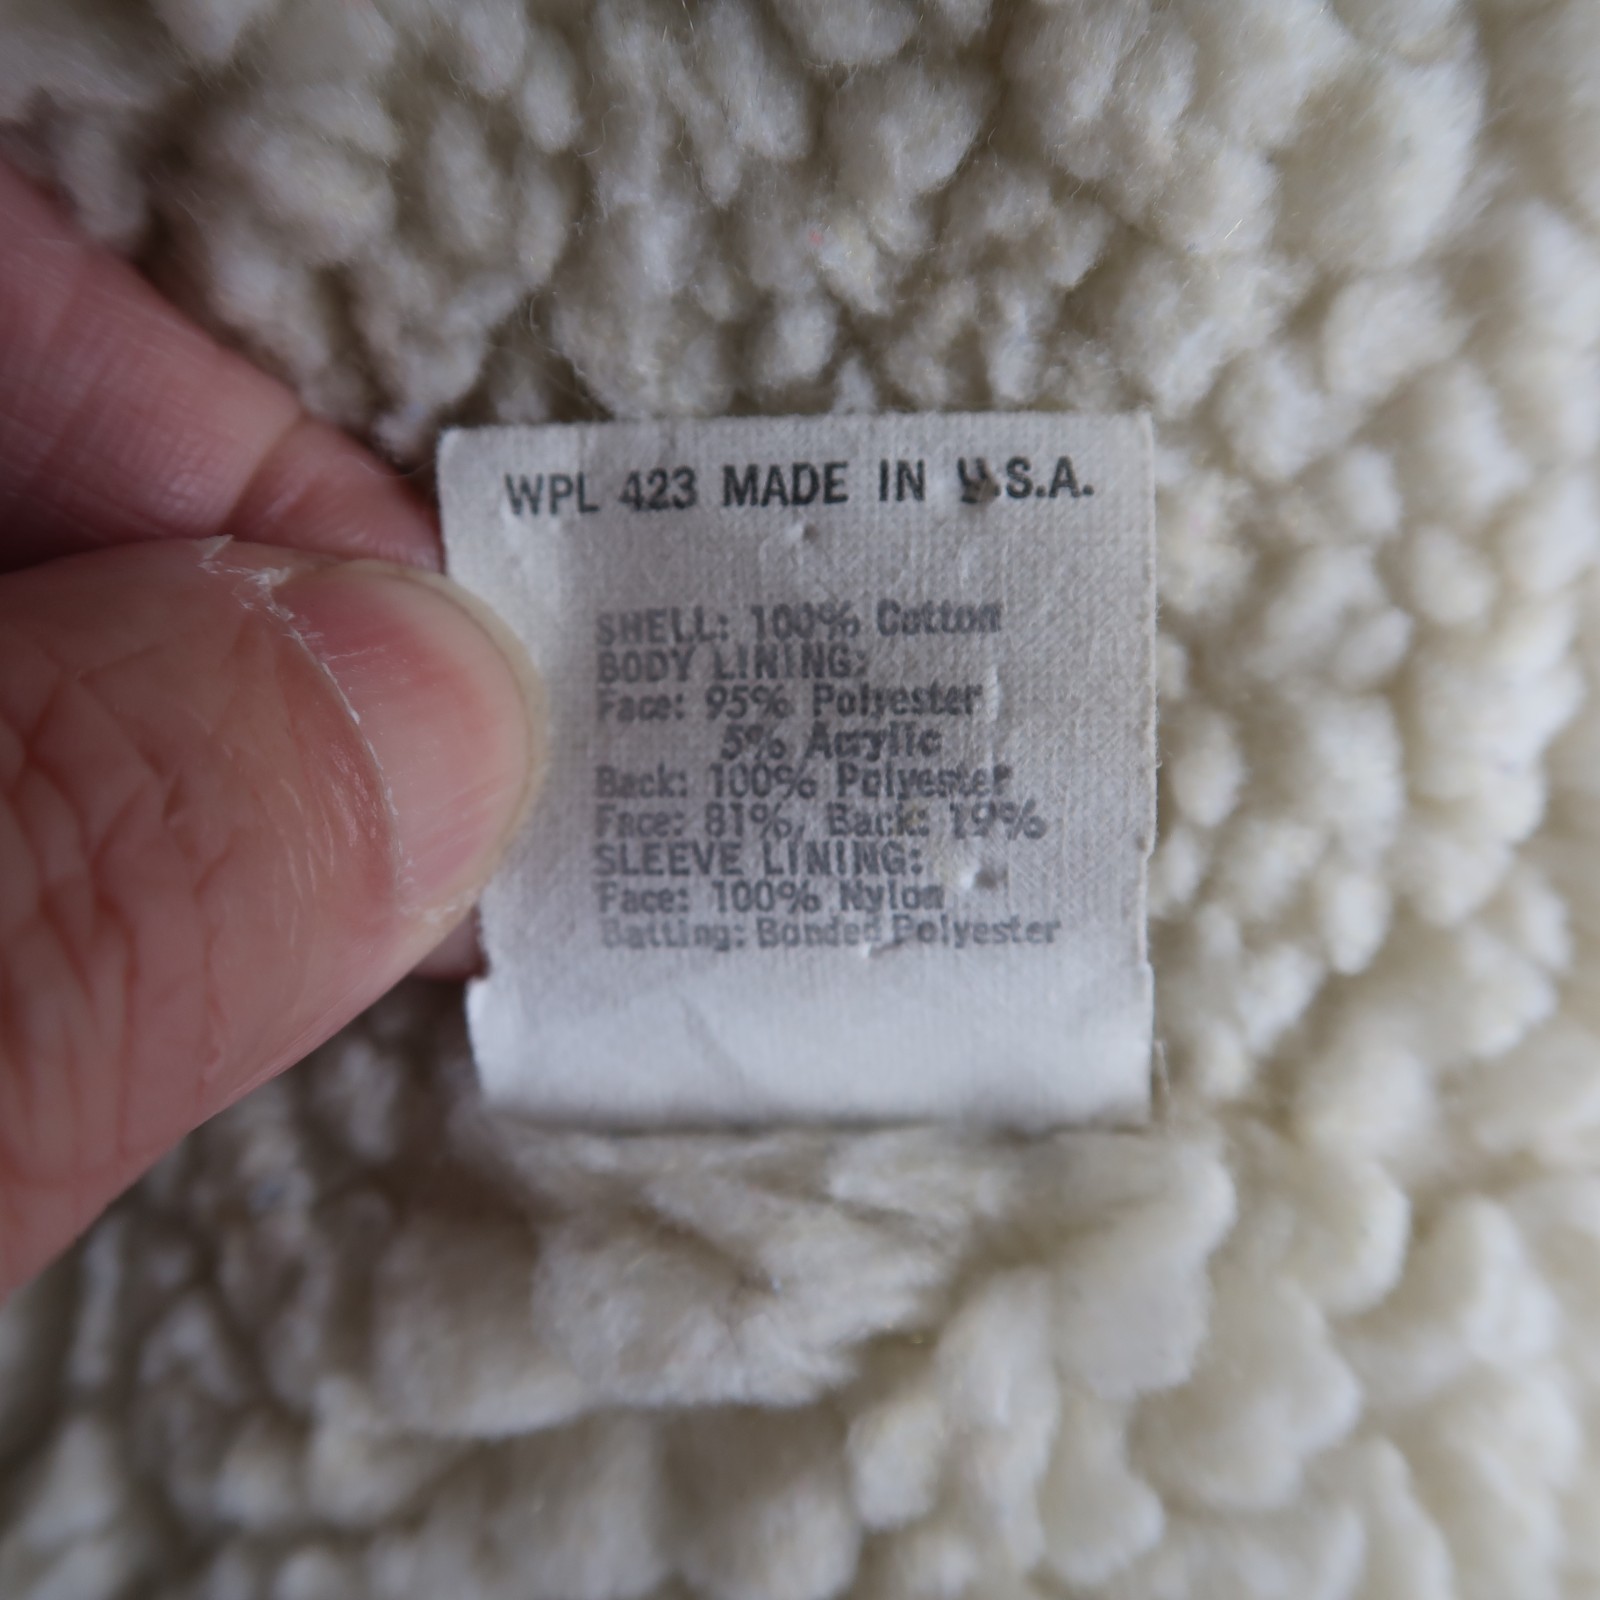 WPL 423 MADE IN U.S.A.
SHELL: 100% Cotton
BODY LINING:
Face: 95% Polyester
5% Acrylic
Back: 100% Polyester
Face: 81%, Back: 19%
SLEEVE LINING:
Face: 100% Nylon
Batting: Bonded Polyester